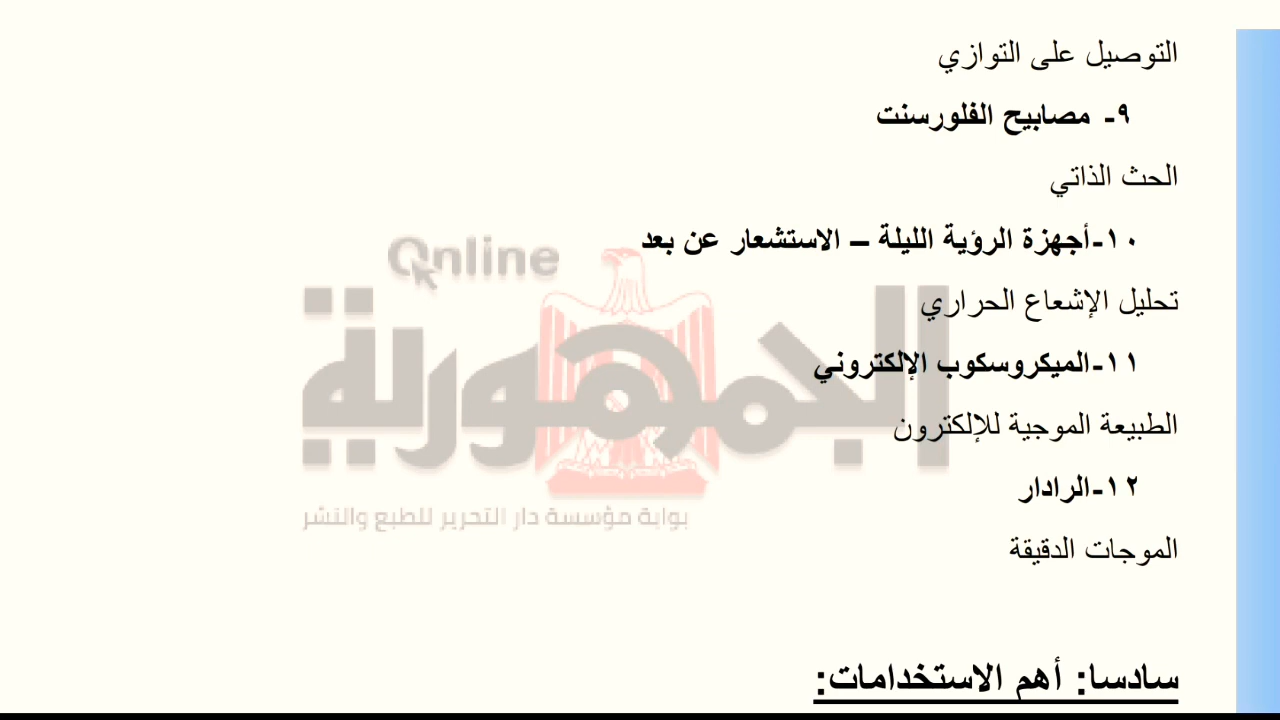 التوصيل على التوازي
٩- مصابيح الفلورسنت
الحث الذاتي
١٠-أجهزة الرؤية الليلة – الاستشعار عن بعد
تحليل الإشعاع الحراري
١١-الميكروسكوب الإلكتروني
الطبيعة الموجية للإلكترون
١٢-الرادار
الموجات الدقيقة
سادسا: أهم الاستخدامات:
Online
الجمهورية
بوابة مؤسسة دار التحرير للطبع والنشر